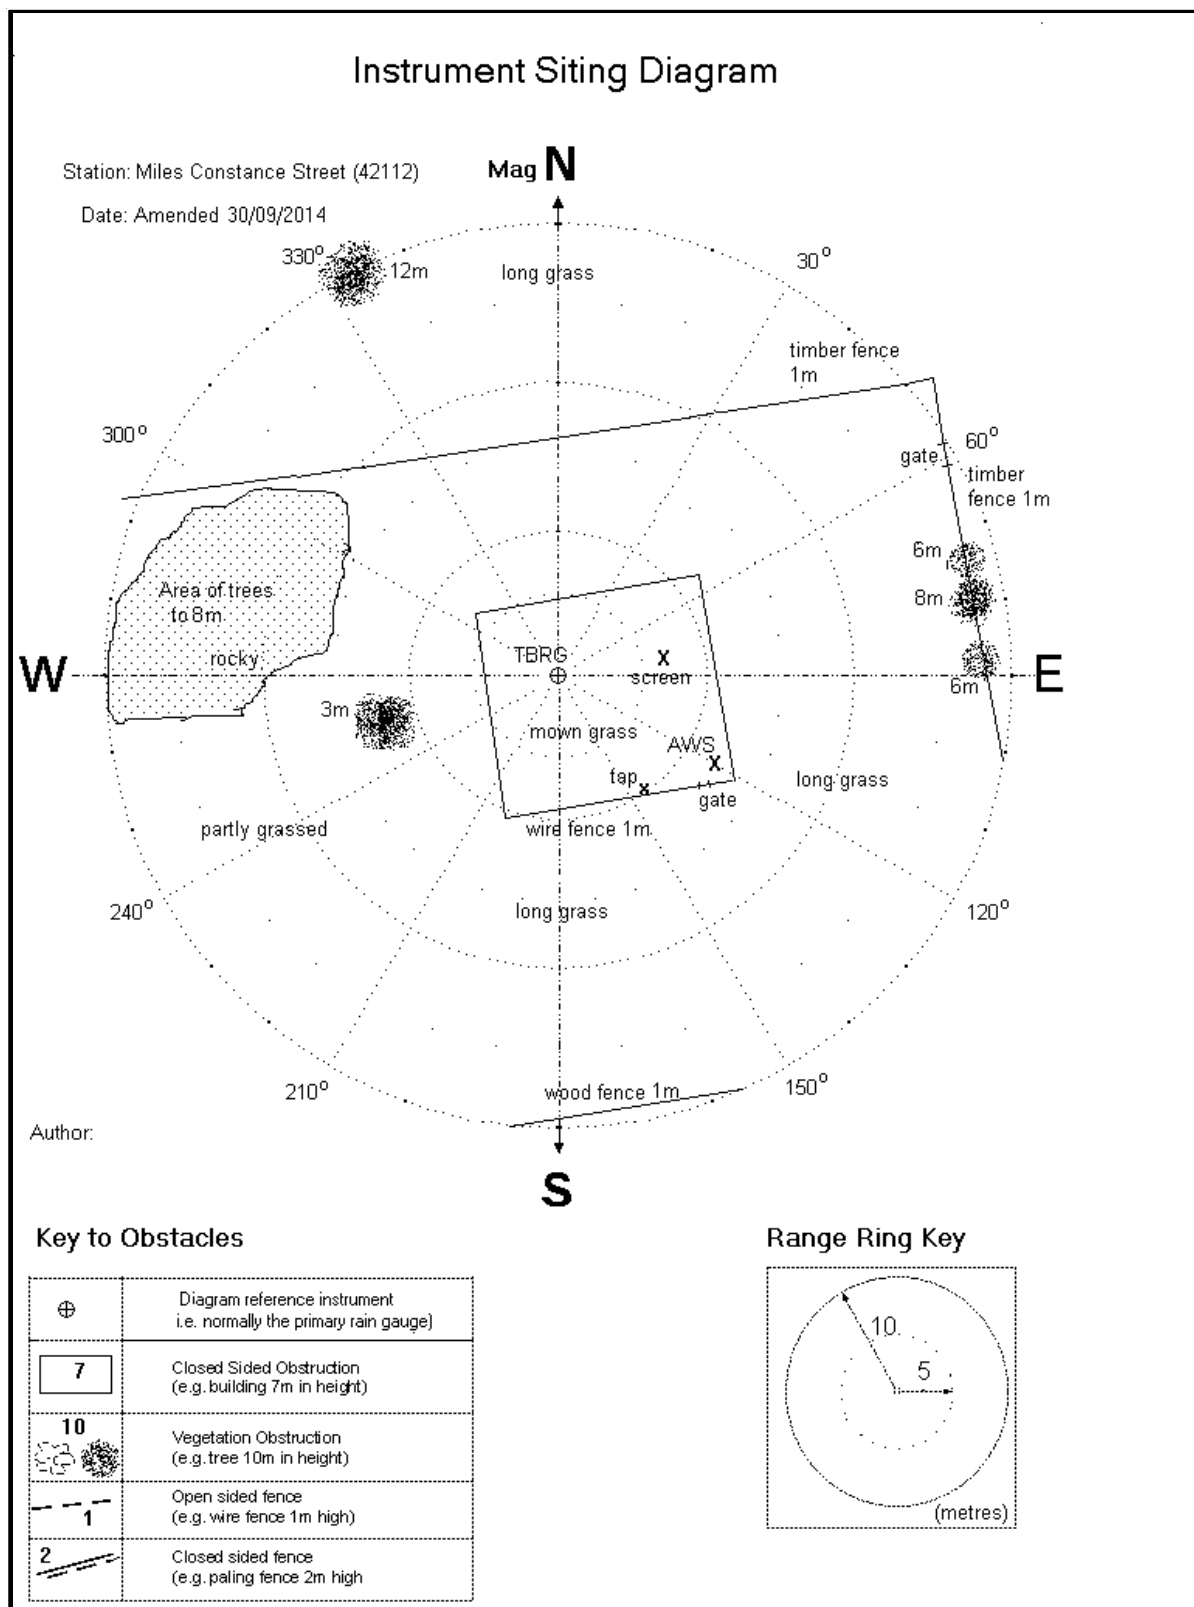 Instrument Siting Diagram
Station: Miles Constance Street (42112)
Mag N
Date: Amended 30/09/2014
330°
12m
long grass
30°
timber fence
1m
300°
60°
gate
timber
fence 1m
6m
8m
Area of trees
to 8m
rocky
W
TBRG
screen
E
6m
3m
mown grass
AWS
tap
gate
long grass
partly grassed
wire fence 1m
240°
long grass
120°
210°
wood fence 1m
150°
Author:
S
Key to Obstacles
Diagram reference instrument
i.e. normally the primary rain gauge)
7
Closed Sided Obstruction
(e.g. building 7m in height)
10
Vegetation Obstruction
(e.g. tree 10m in height)
1
Open sided fence
(e.g. wire fence 1m high)
2
Closed sided fence
(e.g. paling fence 2m high
Range Ring Key
10
5
(metres)